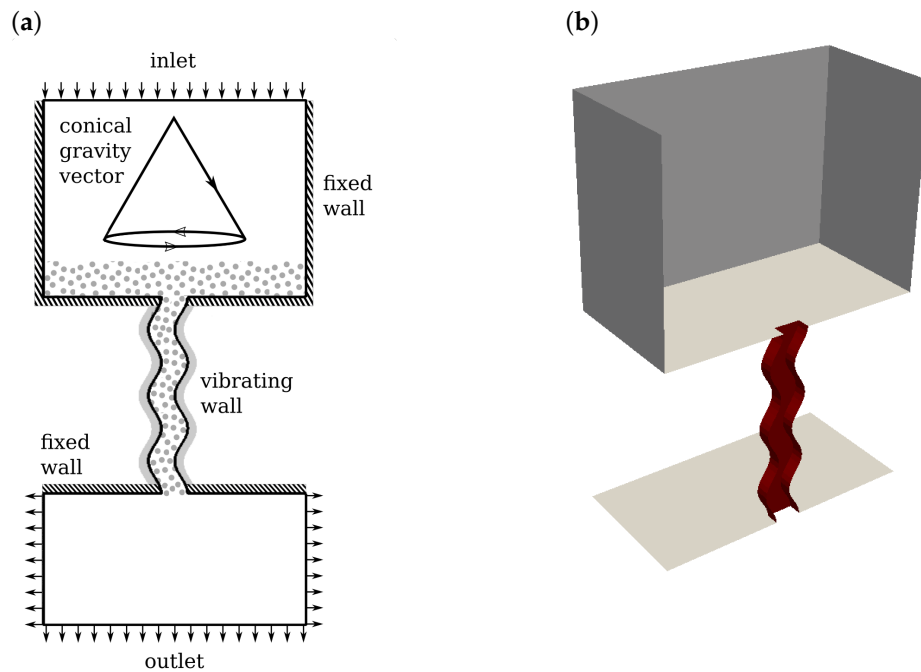 (a)
inlet
conical
gravity
vector
fixed
wall
vibrating
wall
fixed
wall
outlet
(b)